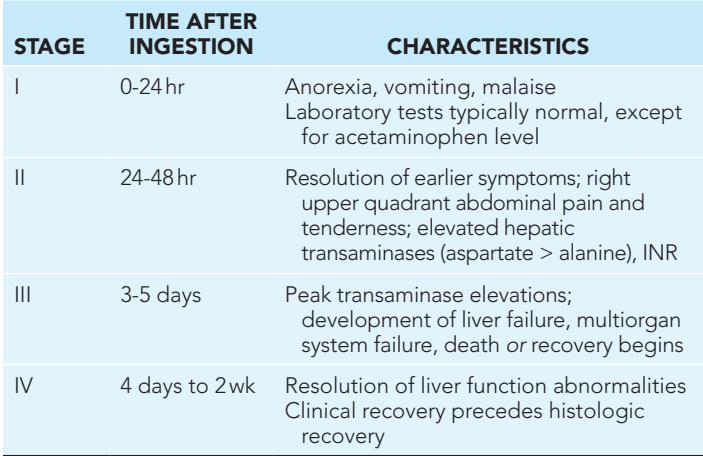 STAGE TIME AFTER INGESTION CHARACTERISTICS
I 0-24 hr Anorexia, vomiting, malaise
Laboratory tests typically normal, except
for acetaminophen level
II 24-48 hr Resolution of earlier symptoms; right
upper quadrant abdominal pain and
tenderness; elevated hepatic
transaminases (aspartate > alanine), INR
III 3-5 days Peak transaminase elevations;
development of liver failure, multiorgan
system failure, death or recovery begins
IV 4 days to 2 wk Resolution of liver function abnormalities
Clinical recovery precedes histologic
recovery